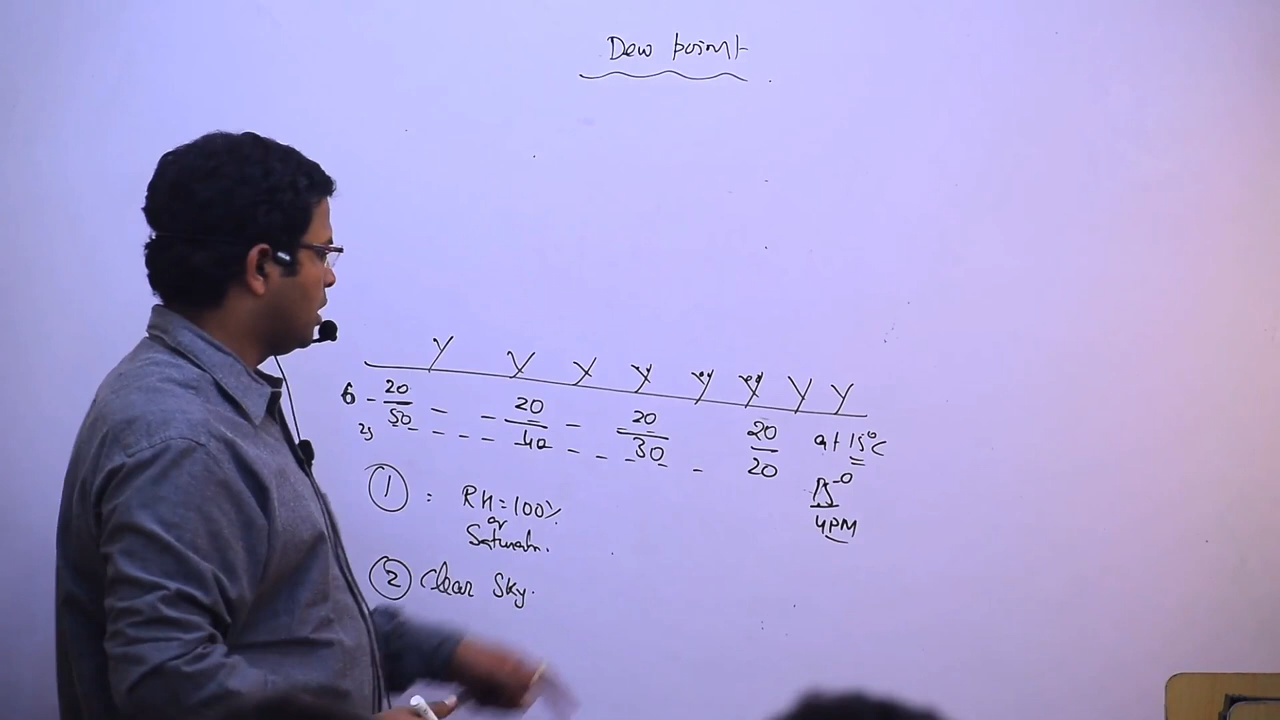 Dew point
Y Y Y Y Y Y Y Y
6 - 20/50 - - 20/40 - 20/30 20/20 at 15°C
4PM
① = RH=100%
or
② Clear Sky.